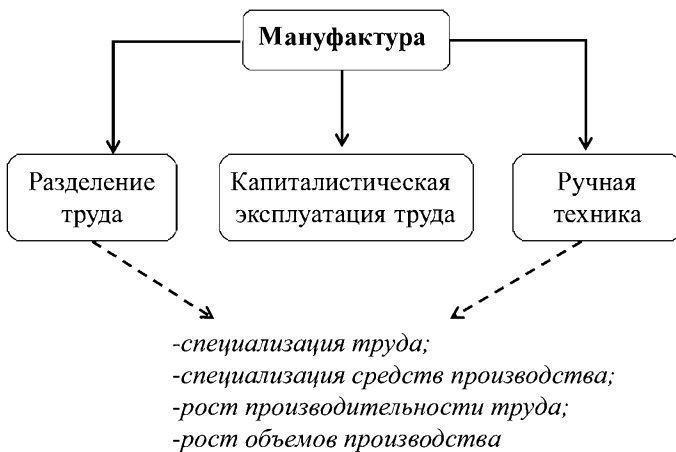 Мануфактура
Разделение
труда
Капиталистическая
эксплуатация труда
Ручная
техника
-специализация труда;
-специализация средств производства;
-рост производительности труда;
-рост объемов производства